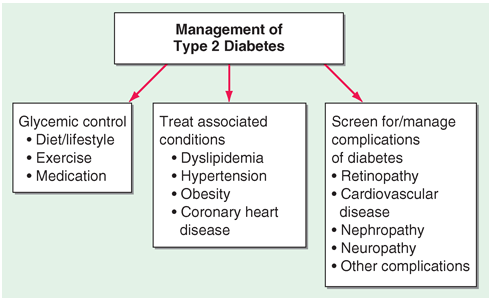 Management of
Type 2 Diabetes
Glycemic control
• Diet/lifestyle
• Exercise
• Medication
Treat associated
conditions
• Dyslipidemia
• Hypertension
• Obesity
• Coronary heart
disease
Screen for/manage
complications
of diabetes
• Retinopathy
• Cardiovascular
disease
• Nephropathy
• Neuropathy
• Other complications